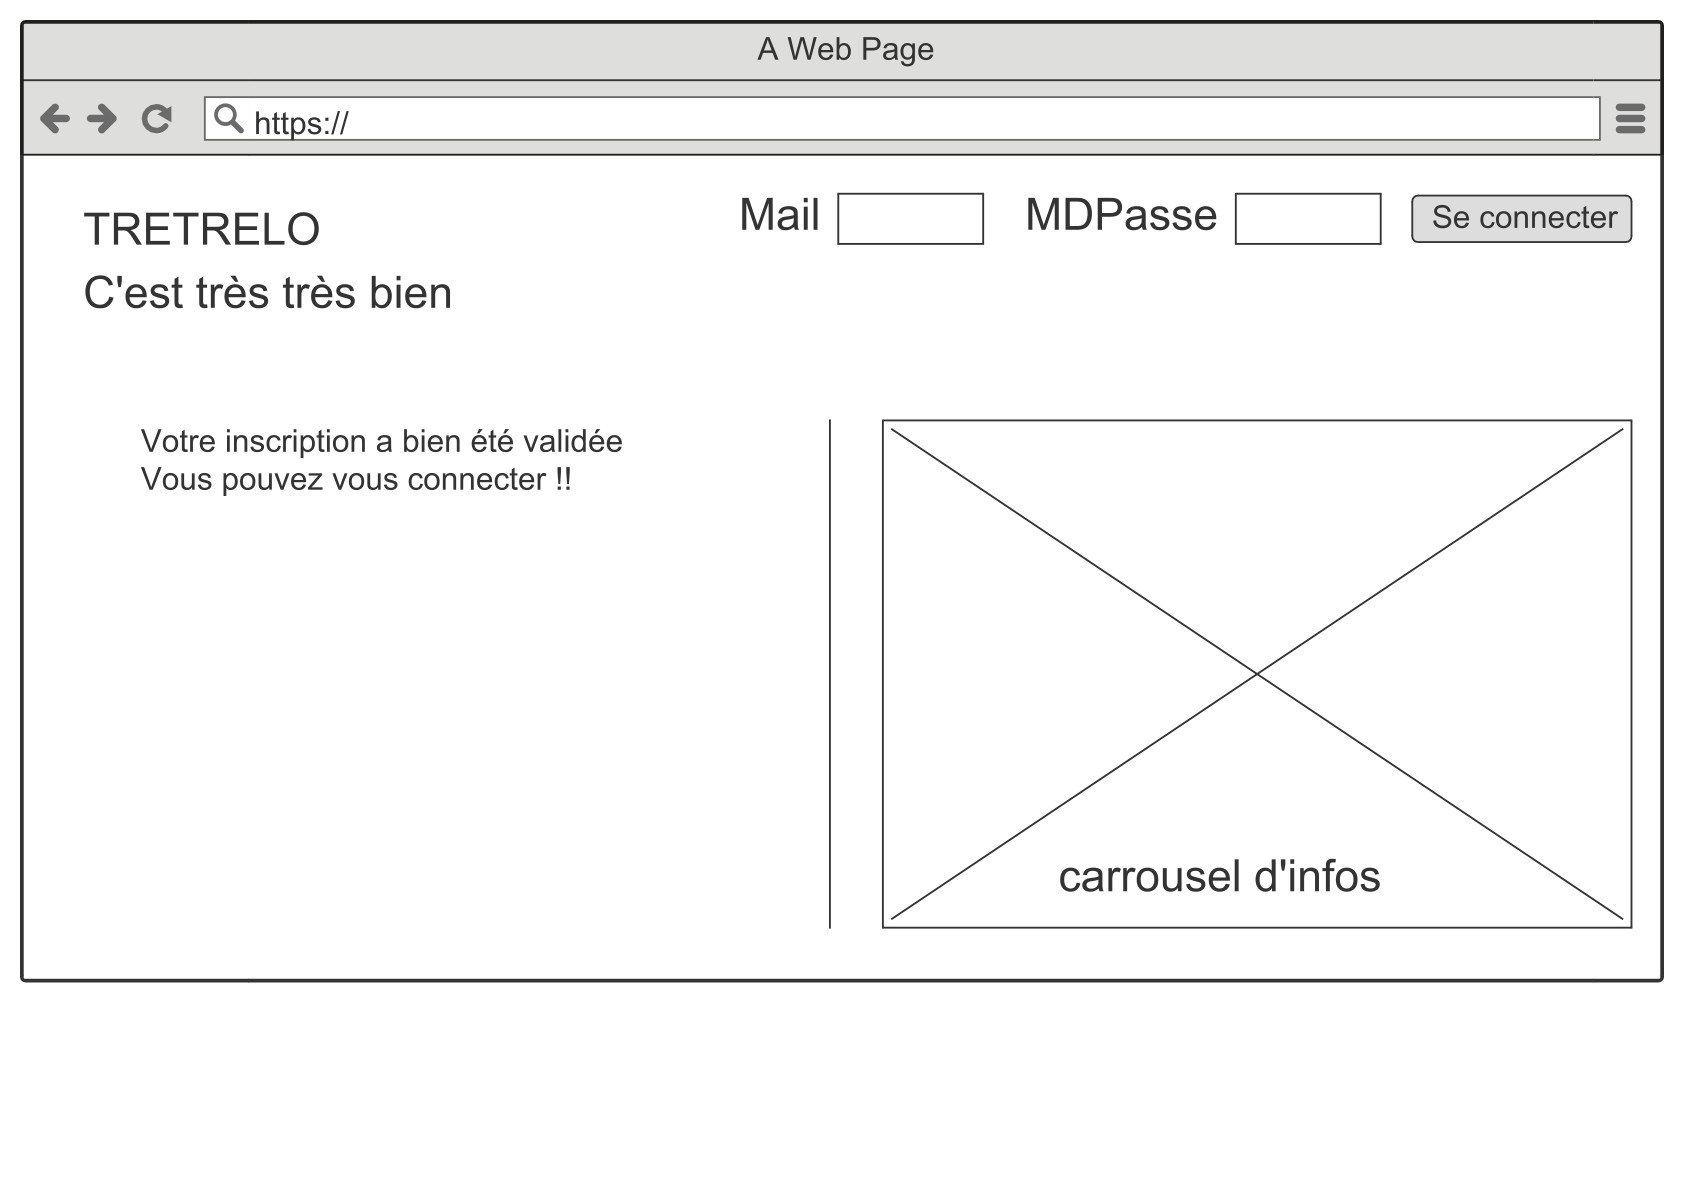 A Web Page
https://
TRETRELO
Mail
MDPasse
Se connecter
C'est très très bien
Votre inscription a bien été validée
Vous pouvez vous connecter !!
carrousel d'infos